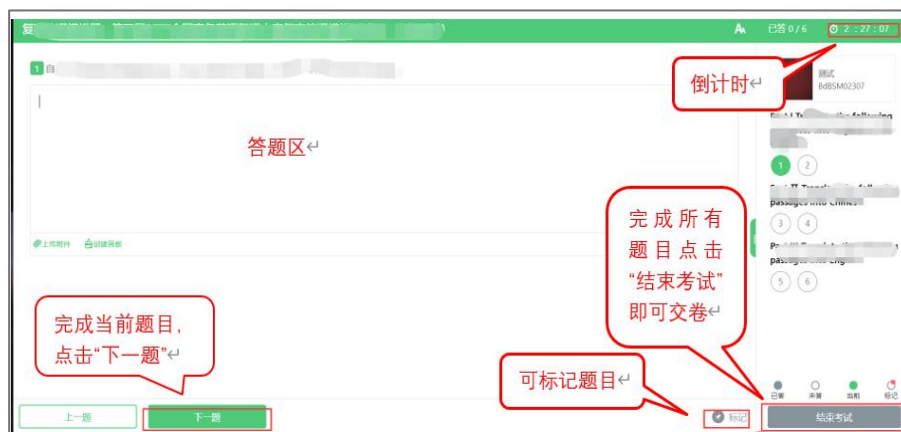 已答 0/6
2:27:07
1
倒计时↵
测试
BdBSM02307
答题区↵
1 2
passages into Chinese
3 4
5 6
上传附件 创建答板
完成所有
题目点击
“结束考试”
即可交卷↵
完成当前题目,
点击“下一题”↵
可标记题目↵
已答 未答 当前 标记
上一题 下一题 标记 结束考试